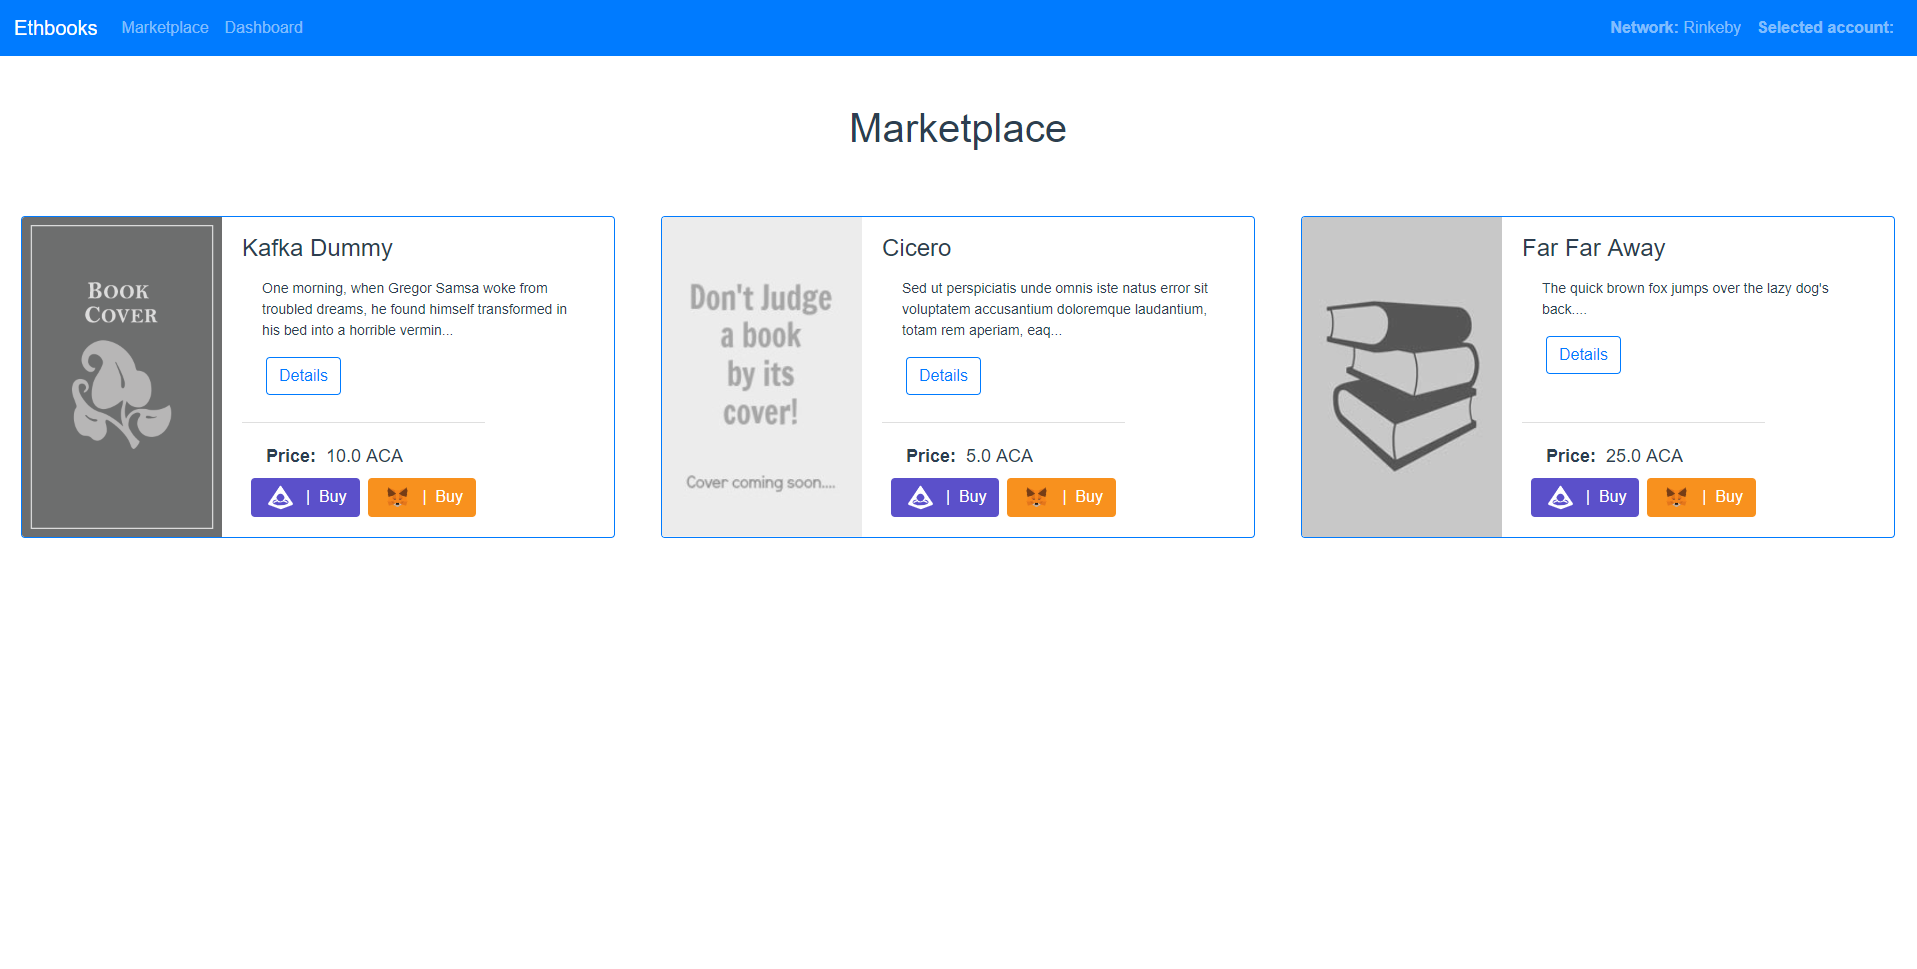 Ethbooks Marketplace Dashboard Network: Rinkeby Selected account:
Marketplace
BOOK
COVER
Kafka Dummy
One morning, when Gregor Samsa woke from
troubled dreams, he found himself transformed in
his bed into a horrible vermin...
Details
Price: 10.0 ACA
| Buy | Buy
Don't Judge
a book
by its
cover!
Cover coming soon....
Cicero
Sed ut perspiciatis unde omnis iste natus error sit
voluptatem accusantium doloremque laudantium,
totam rem aperiam, eaq...
Details
Price: 5.0 ACA
| Buy | Buy
Far Far Away
The quick brown fox jumps over the lazy dog's
back....
Details
Price: 25.0 ACA
| Buy | Buy